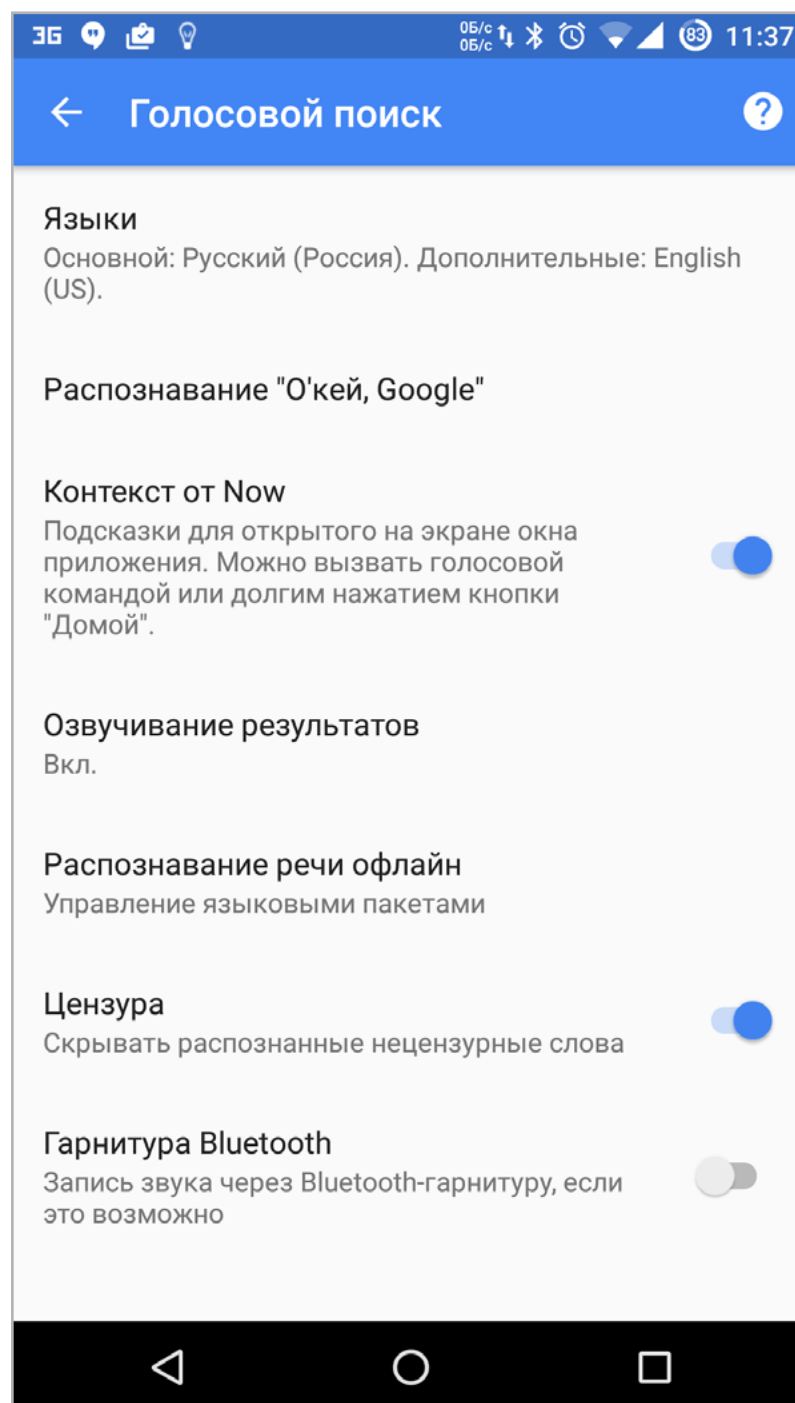 3G 0Б/с 83 11:37
0Б/с
Голосовой поиск ?
Языки
Основной: Русский (Россия). Дополнительные: English
(US).
Распознавание "О'кей, Google"
Контекст от Now
Подсказки для открытого на экране окна
приложения. Можно вызвать голосовой
командой или долгим нажатием кнопки
"Домой".
Озвучивание результатов
Вкл.
Распознавание речи офлайн
Управление языковыми пакетами
Цензура
Скрывать распознанные нецензурные слова
Гарнитура Bluetooth
Запись звука через Bluetooth-гарнитуру, если
это возможно